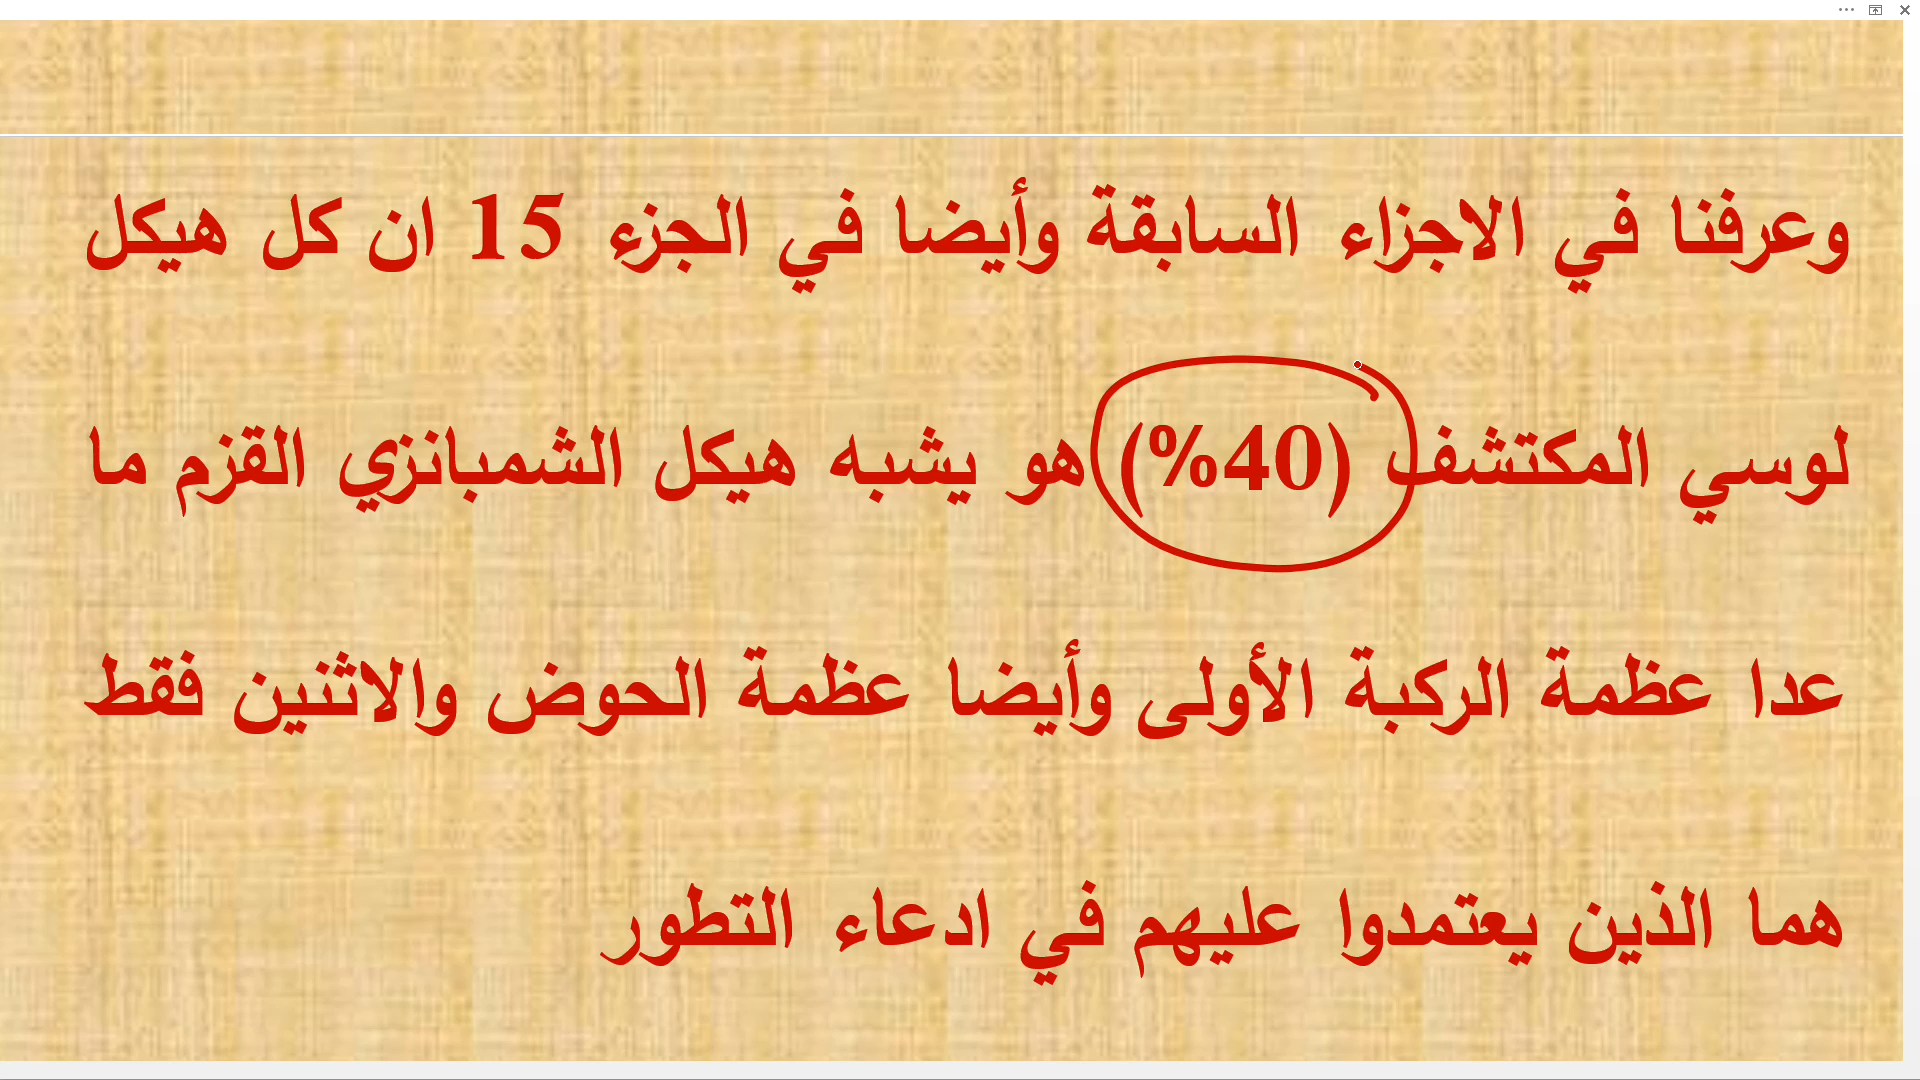 وعرفنا في الاجزاء السابقة وأيضا في الجزء 15 ان كل هيكل
لوسي المكتشف (40%) هو يشبه هيكل الشمبانزي القزم ما
عدا عظمة الركبة الأولى وأيضا عظمة الحوض والاثنين فقط
هما الذين يعتمدوا عليهم في ادعاء التطور